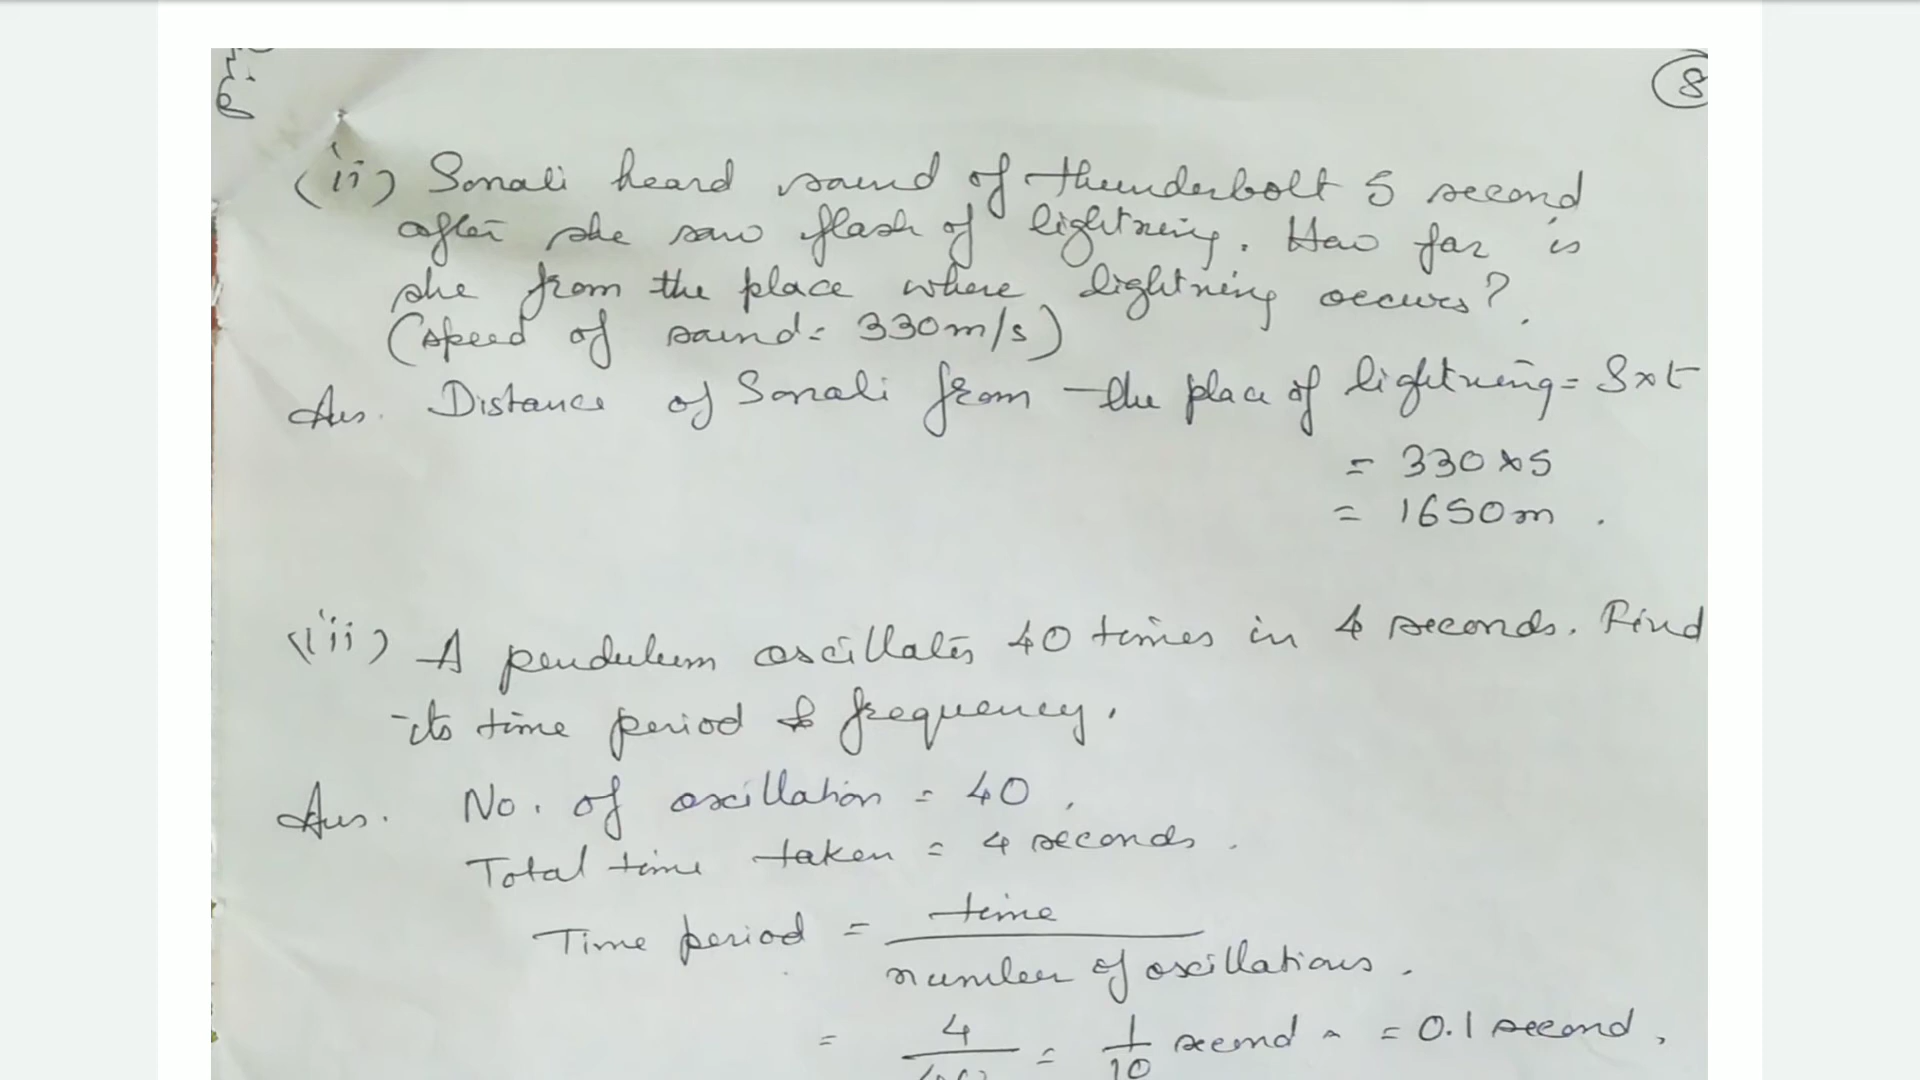 8
(ii) Sonali heard sound of thunderbolt 5 second
after she saw flash of lightning. How far is
she from the place where lightning occurs?
(speed of sound = 330m/s)
Ans. Distance of Sonali from the place of lightning = S×t
= 330×5
= 1650m.
(iii) A pendulum oscillates 40 times in 4 seconds. Find
its time period & frequency.
Ans. No. of oscillation = 40.
Total time taken = 4 seconds.
Time period = time
number of oscillations.
= 4 = 1 second = 0.1 second.
10